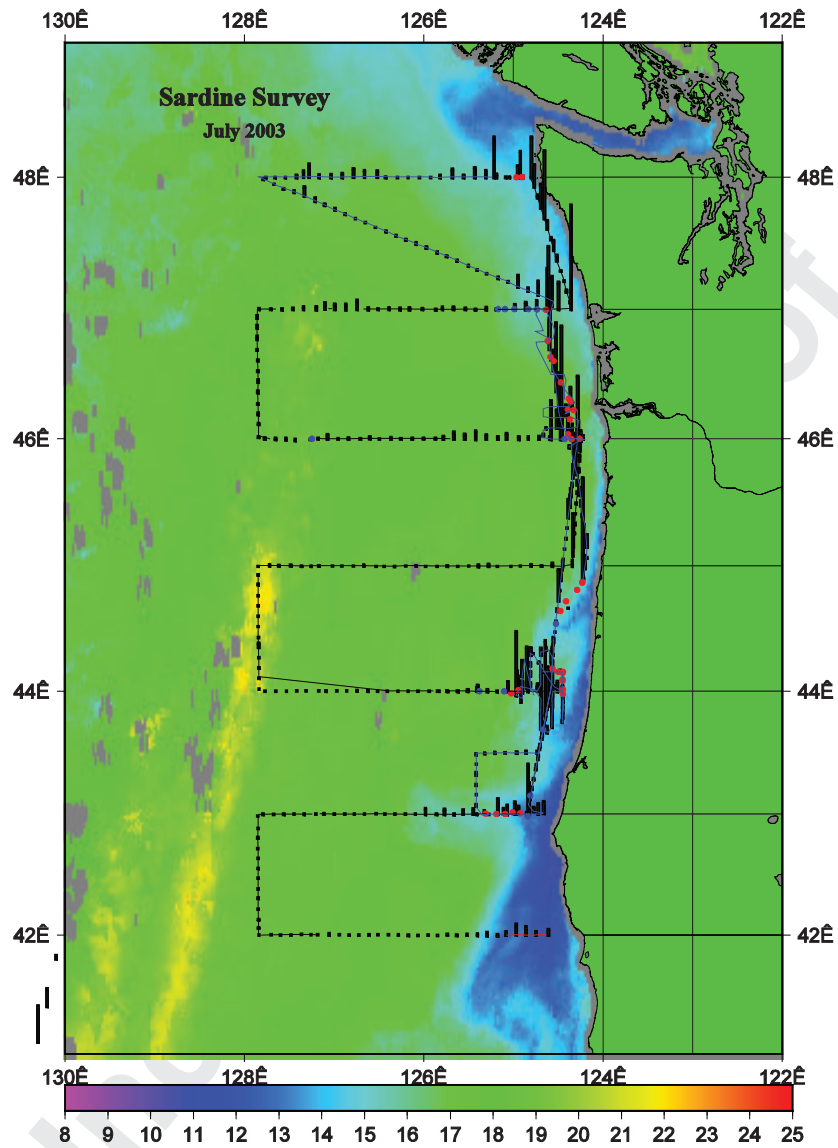 130Ê 128Ê 126Ê 124Ê 122Ê
Sardine Survey
July 2003
48Ê 48Ê
46Ê 46Ê
44Ê 44Ê
42Ê 42Ê
130Ê 128Ê 126Ê 124Ê 122Ê
8 9 10 11 12 13 14 15 16 17 18 19 20 21 22 23 24 25